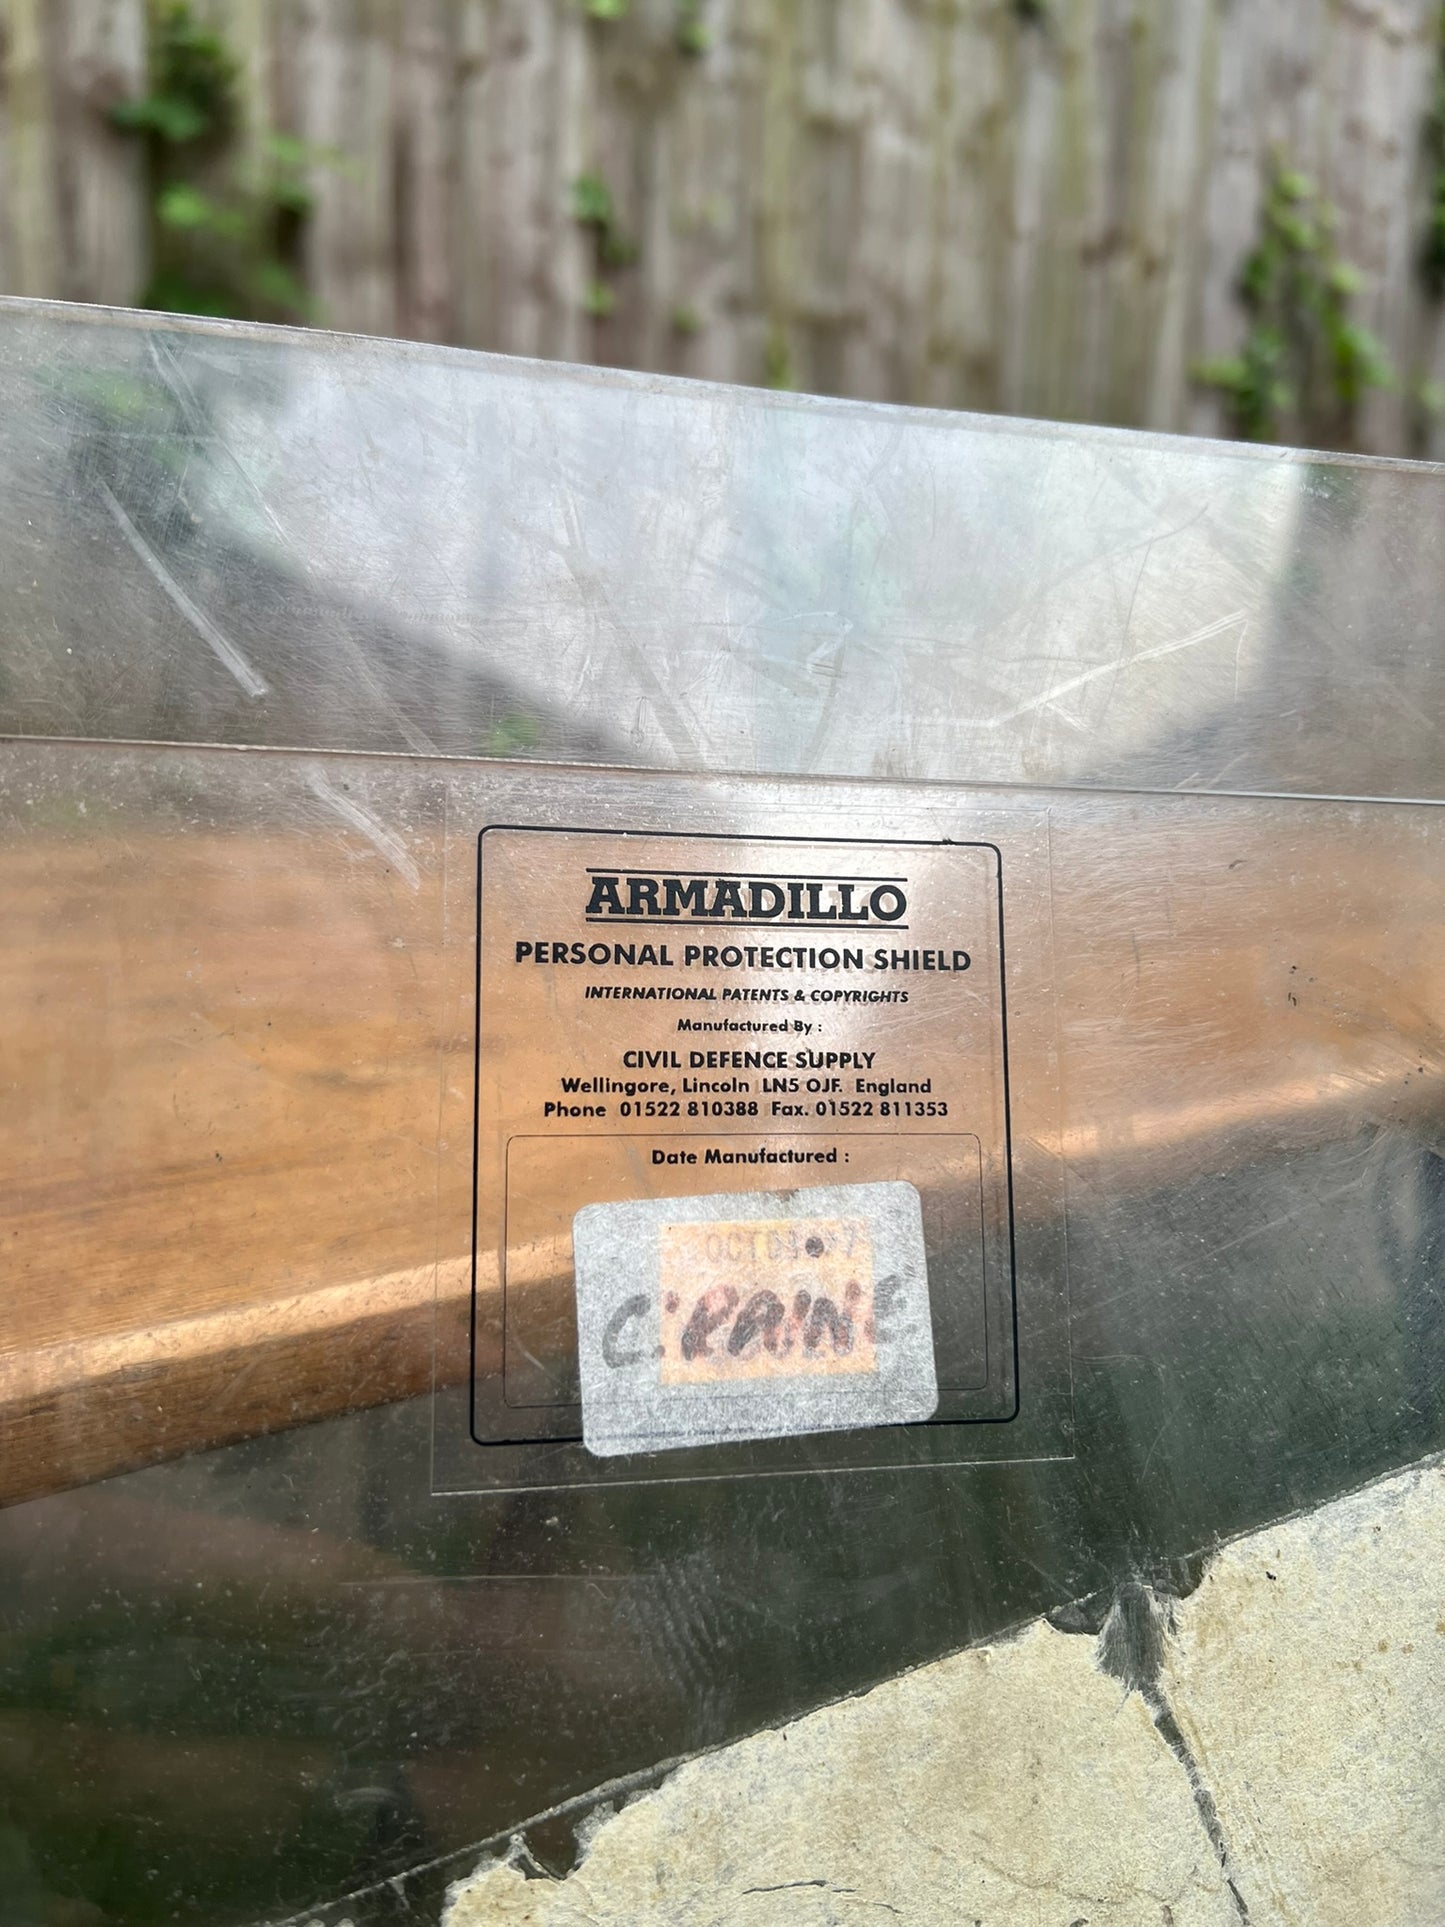 ARMADILLO
PERSONAL PROTECTION SHIELD
INTERNATIONAL PATENTS & COPYRIGHTS
Manufactured By :
CIVIL DEFENCE SUPPLY
Wellingore, Lincoln LN5 OJF. England
Phone 01522 810388 Fax. 01522 811353
Date Manufactured :
C. RAINE